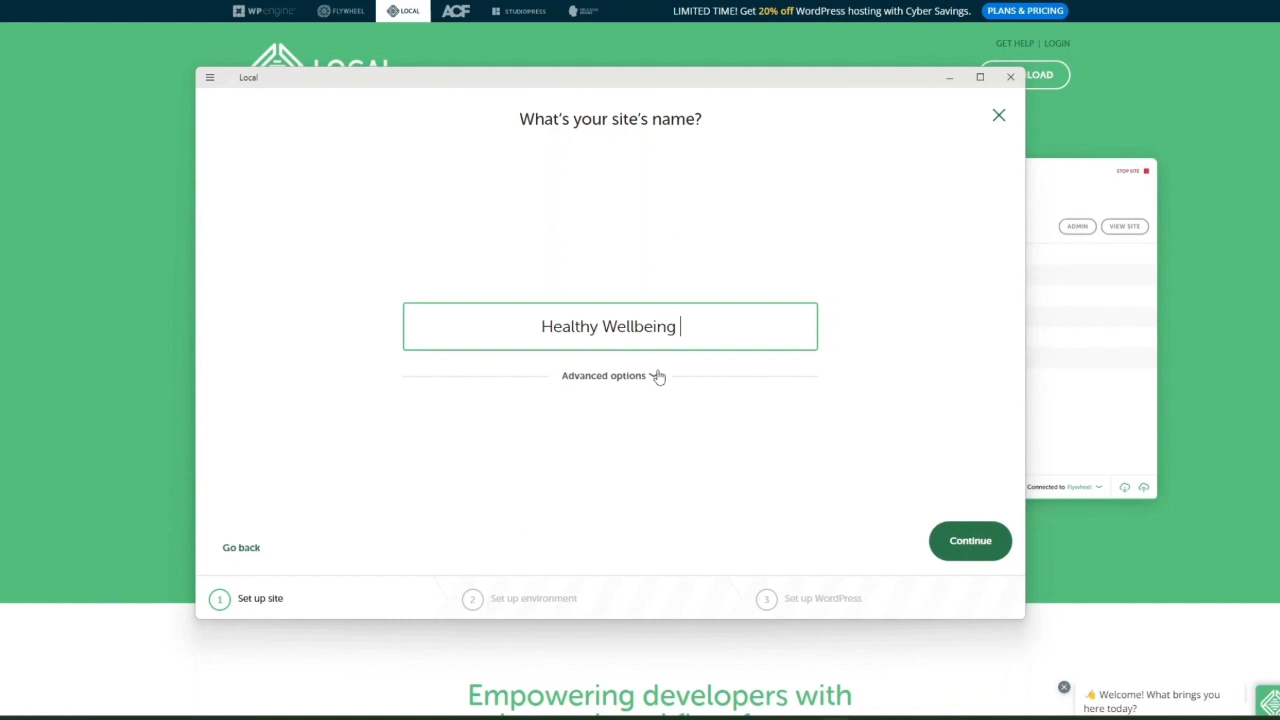 WPengine FLYWHEEL LOCAL ACF STUDIOPRESS
LIMITED TIME! Get 20% off WordPress hosting with Cyber Savings. PLANS & PRICING
GET HELP | LOGIN
LOCAL
LOAD
Local
What's your site's name?
STOP SITE
ADMIN VIEW SITE
Healthy Wellbeing
Advanced options
Connected to Flywheel
Continue
Go back
1 Set up site 2 Set up environment 3 Set up WordPress
Empowering developers with
Welcome! What brings you
here today?